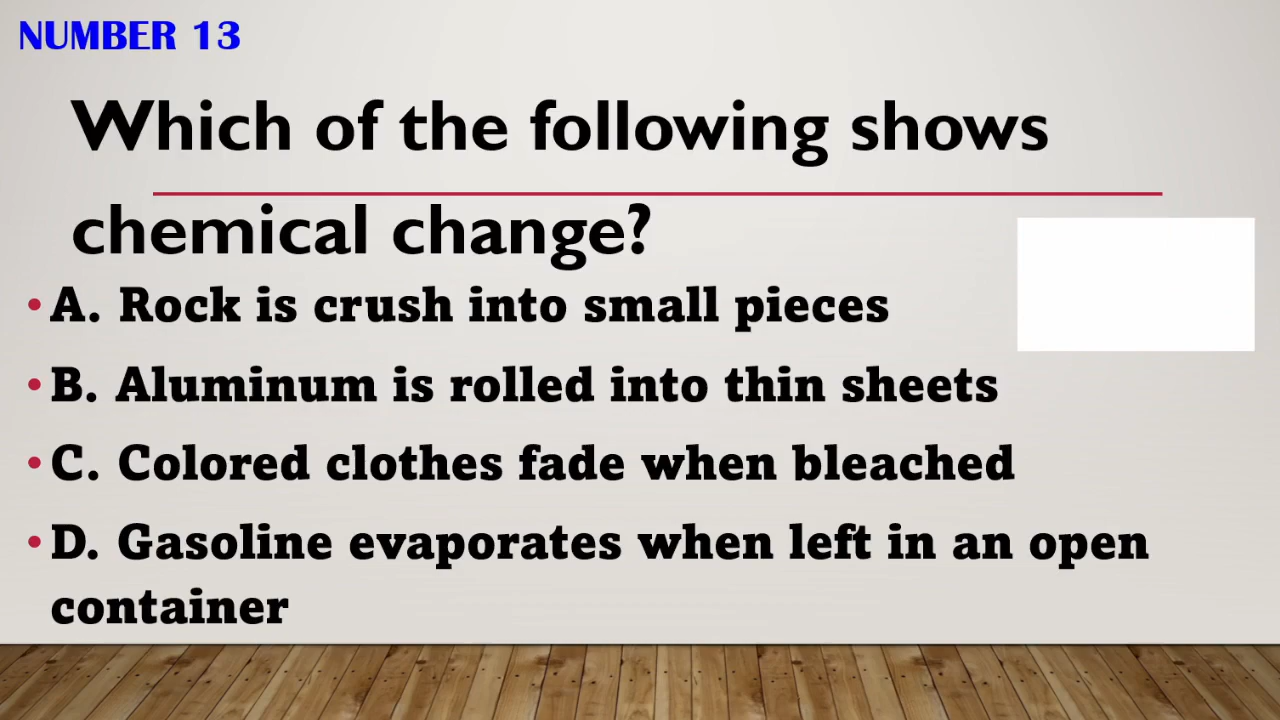 NUMBER 13
Which of the following shows
chemical change?
• A. Rock is crush into small pieces
• B. Aluminum is rolled into thin sheets
• C. Colored clothes fade when bleached
• D. Gasoline evaporates when left in an open
container